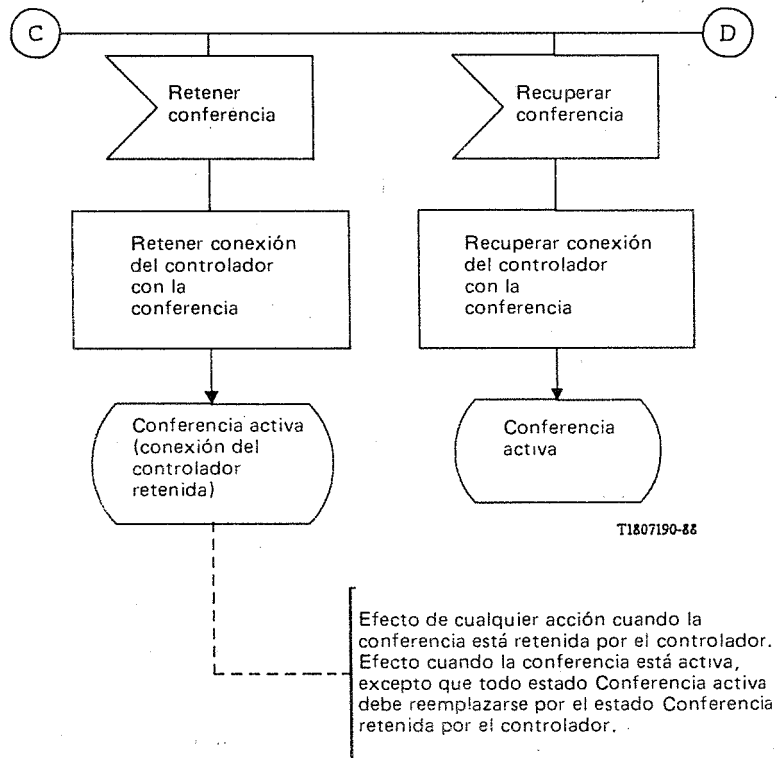 C
D
Retener
conferencia
Recuperar
conferencia
Retener conexión
del controlador
con la
conferencia
Recuperar conexión
del controlador
con la
conferencia
Conferencia activa
(conexión del
controlador
retenida)
Conferencia
activa
T1807190-88
Efecto de cualquier acción cuando la
conferencia está retenida por el controlador.
Efecto cuando la conferencia está activa,
excepto que todo estado Conferencia activa
debe reemplazarse por el estado Conferencia
retenida por el controlador.